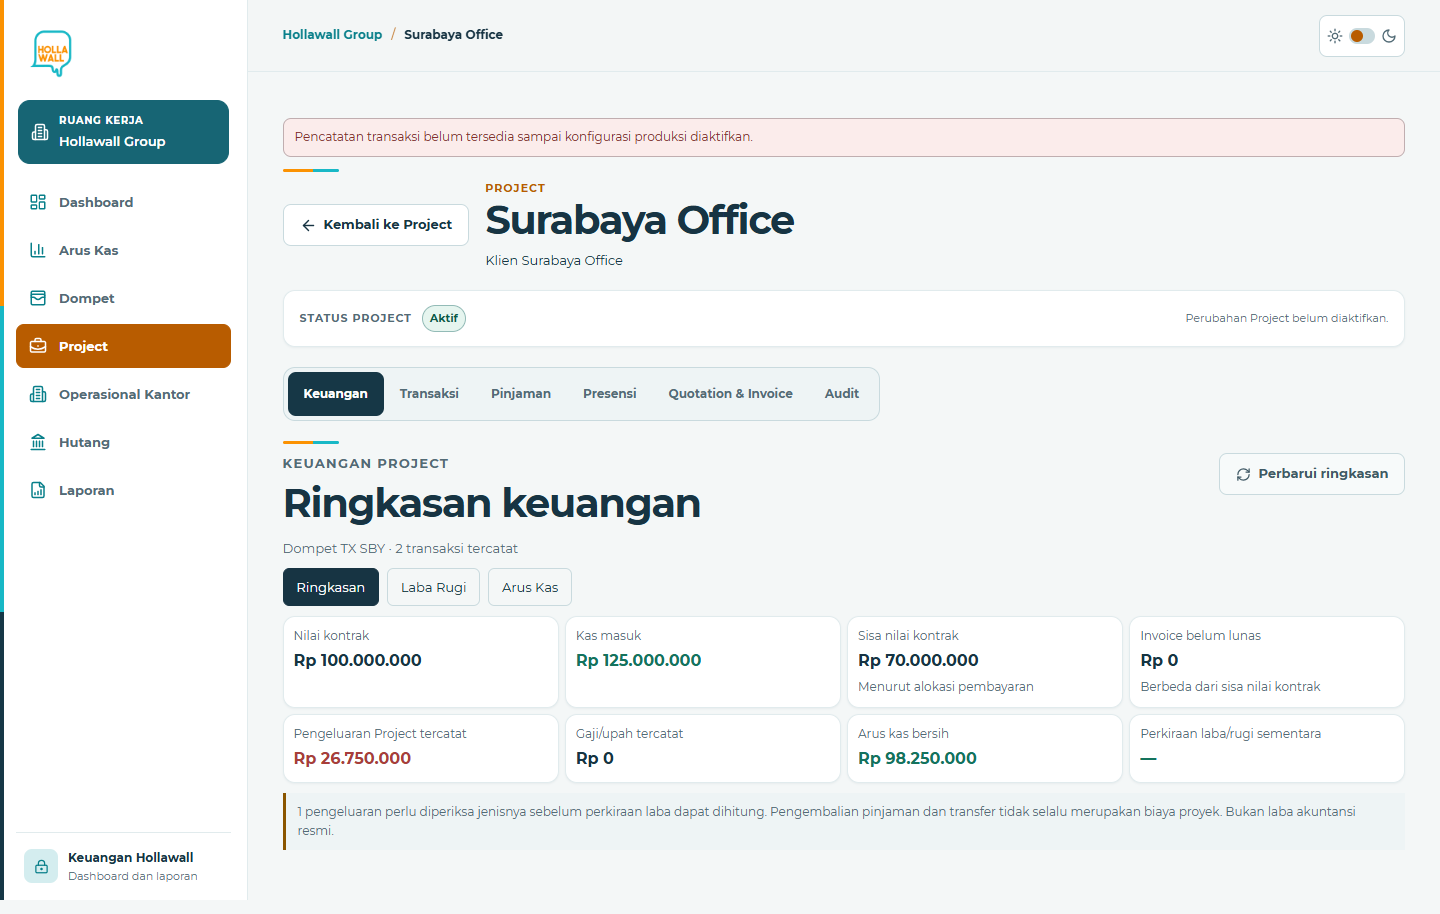 HOLLA
WALL
RUANG KERJA
Hollawall Group
Dashboard
Arus Kas
Dompet
Project
Operasional Kantor
Hutang
Laporan
Keuangan Hollawall
Dashboard dan laporan
Hollawall Group / Surabaya Office
Pencatatan transaksi belum tersedia sampai konfigurasi produksi diaktifkan.
Kembali ke Project
PROJECT
Surabaya Office
Klien Surabaya Office
STATUS PROJECT Aktif
Perubahan Project belum diaktifkan.
Keuangan Transaksi Pinjaman Presensi Quotation & Invoice Audit
KEUANGAN PROJECT
Ringkasan keuangan
Perbarui ringkasan
Dompet TX SBY · 2 transaksi tercatat
Ringkasan Laba Rugi Arus Kas
Nilai kontrak
Rp 100.000.000
Kas masuk
Rp 125.000.000
Sisa nilai kontrak
Rp 70.000.000
Menurut alokasi pembayaran
Invoice belum lunas
Rp 0
Berbeda dari sisa nilai kontrak
Pengeluaran Project tercatat
Rp 26.750.000
Gaji/upah tercatat
Rp 0
Arus kas bersih
Rp 98.250.000
Perkiraan laba/rugi sementara
—
1 pengeluaran perlu diperiksa jenisnya sebelum perkiraan laba dapat dihitung. Pengembalian pinjaman dan transfer tidak selalu merupakan biaya proyek. Bukan laba akuntansi
resmi.